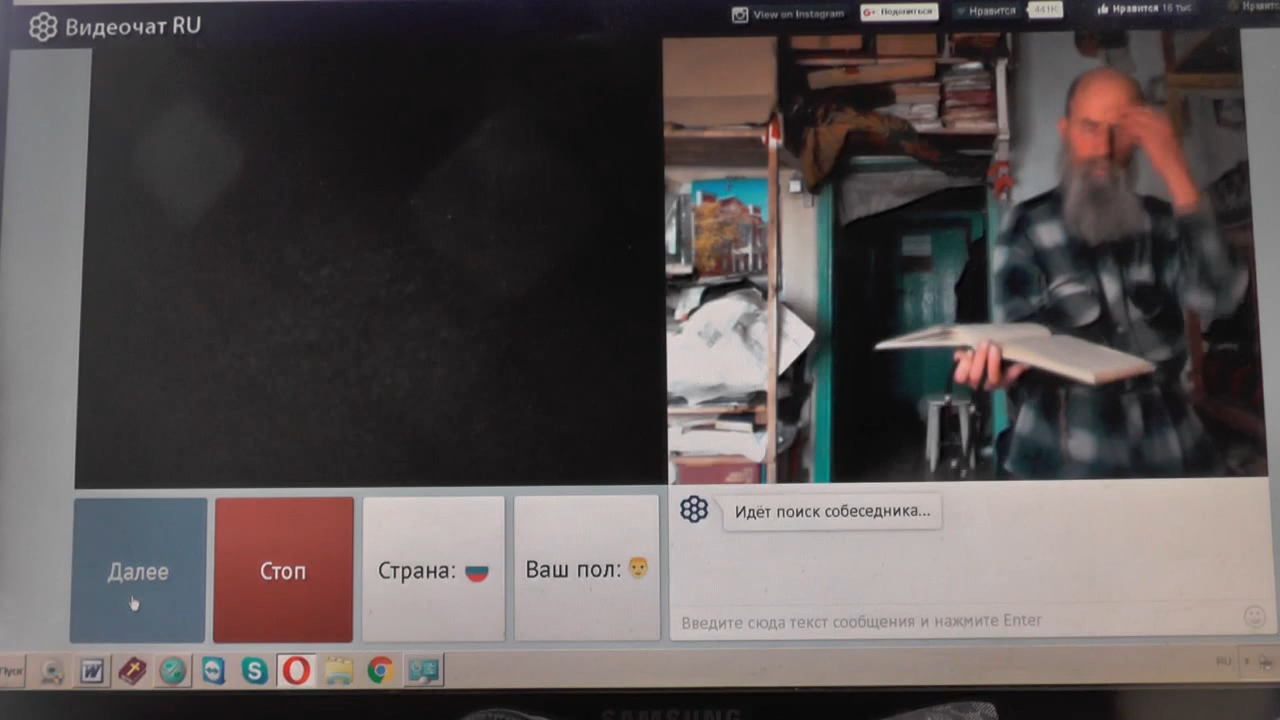 Видеочат RU
View on Instagram
G+ Поделиться
Нравится
441K
Нравится 16 тыс
Идёт поиск собеседника...
Далее
Стоп
Страна:
Ваш пол:
Введите сюда текст сообщения и нажмите Enter
Пуск
RU
SAMSUNG